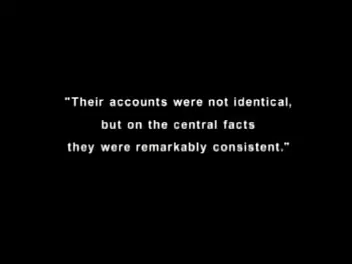 "Their accounts were not identical,
but on the central facts
they were remarkably consistent."